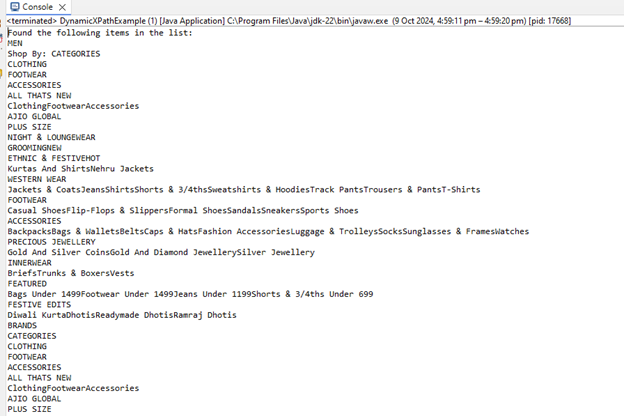 Console
<terminated> DynamicXPathExample (1) [Java Application] C:\Program Files\Java\jdk-22\bin\javaw.exe (9 Oct 2024, 4:59:11 pm – 4:59:20 pm) [pid: 17668]
Found the following items in the list:
MEN
Shop By: CATEGORIES
CLOTHING
FOOTWEAR
ACCESSORIES
ALL THATS NEW
ClothingFootwearAccessories
AJIO GLOBAL
PLUS SIZE
NIGHT & LOUNGEWEAR
GROOMINGNEW
ETHNIC & FESTIVEHOT
Kurtas And ShirtsNehru Jackets
WESTERN WEAR
Jackets & CoatsJeansShirtsShorts & 3/4thsSweatshirts & HoodiesTrack PantsTrousers & PantsT-Shirts
FOOTWEAR
Casual ShoesFlip-Flops & SlippersFormal ShoesSandalsSneakersSports Shoes
ACCESSORIES
BackpacksBags & WalletsBeltsCaps & HatsFashion AccessoriesLuggage & TrolleysSocksSunglasses & FramesWatches
PRECIOUS JEWELLERY
Gold And Silver CoinsGold And Diamond JewellerySilver Jewellery
INNERWEAR
BriefsTrunks & BoxersVests
FEATURED
Bags Under 1499Footwear Under 1499Jeans Under 1199Shorts & 3/4ths Under 699
FESTIVE EDITS
Diwali KurtaDhotisReadymade DhotisRamraj Dhotis
BRANDS
CATEGORIES
CLOTHING
FOOTWEAR
ACCESSORIES
ALL THATS NEW
ClothingFootwearAccessories
AJIO GLOBAL
PLUS SIZE